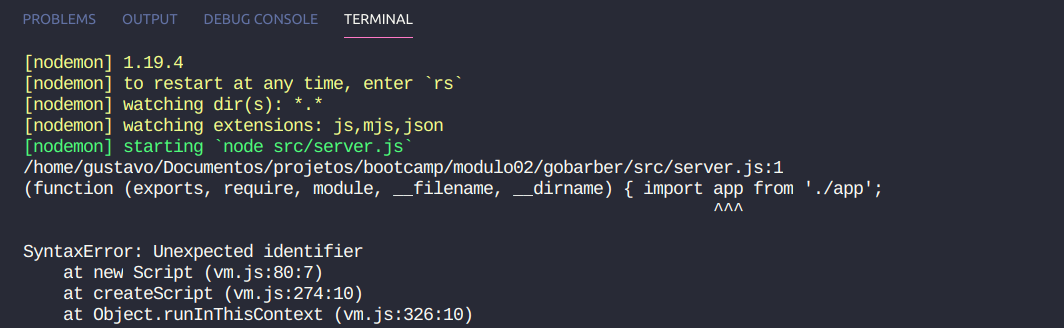 PROBLEMS OUTPUT DEBUG CONSOLE TERMINAL
[nodemon] 1.19.4
[nodemon] to restart at any time, enter `rs`
[nodemon] watching dir(s): *.*
[nodemon] watching extensions: js,mjs,json
[nodemon] starting `node src/server.js`
/home/gustavo/Documentos/projetos/bootcamp/modulo02/gobarber/src/server.js:1
(function (exports, require, module, __filename, __dirname) { import app from './app';
^^^
SyntaxError: Unexpected identifier
at new Script (vm.js:80:7)
at createScript (vm.js:274:10)
at Object.runInThisContext (vm.js:326:10)